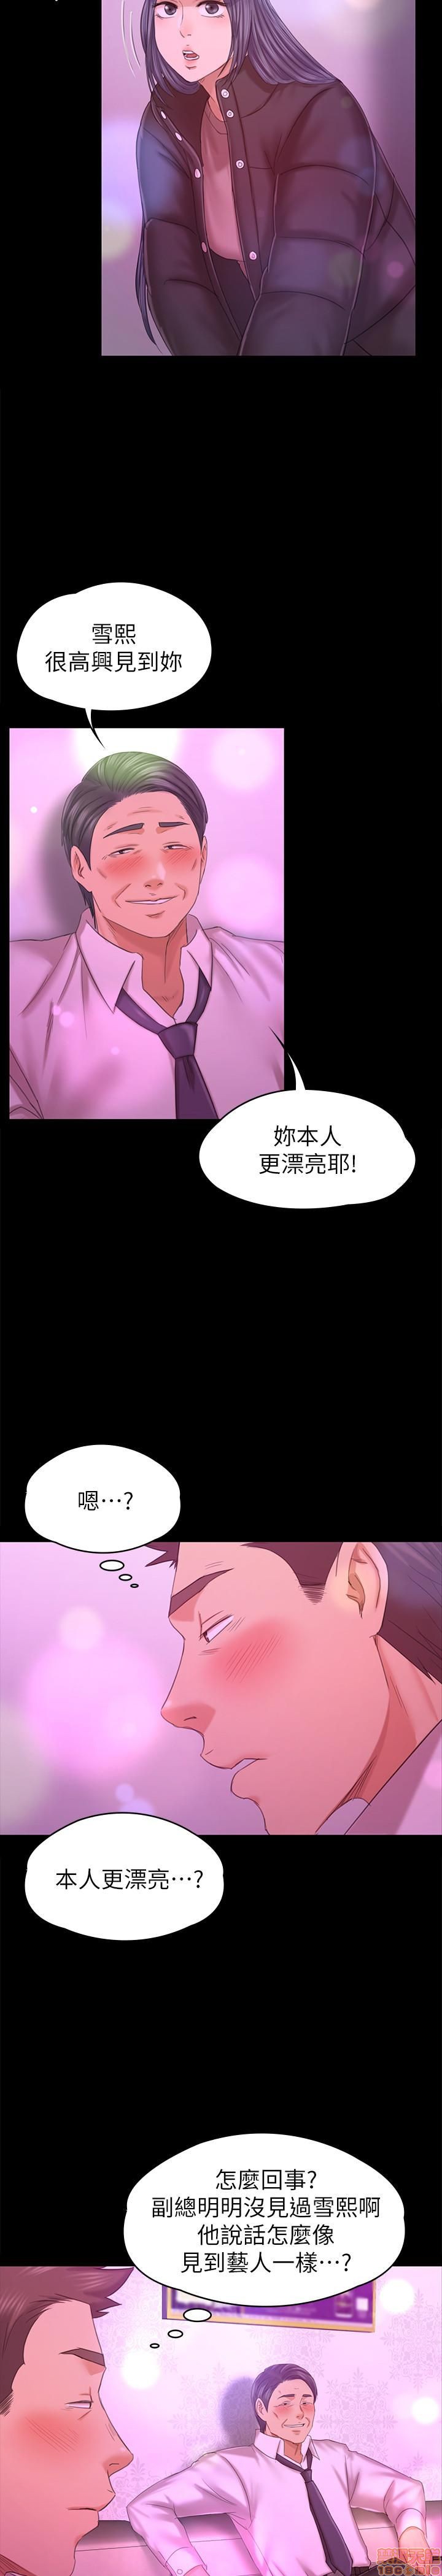 雪熙
很高興見到妳
妳本人
更漂亮耶!
嗯…?
本人更漂亮…?
怎麼回事?
副總明明沒見過雪熙啊
他說話怎麼像
見到藝人一樣…?